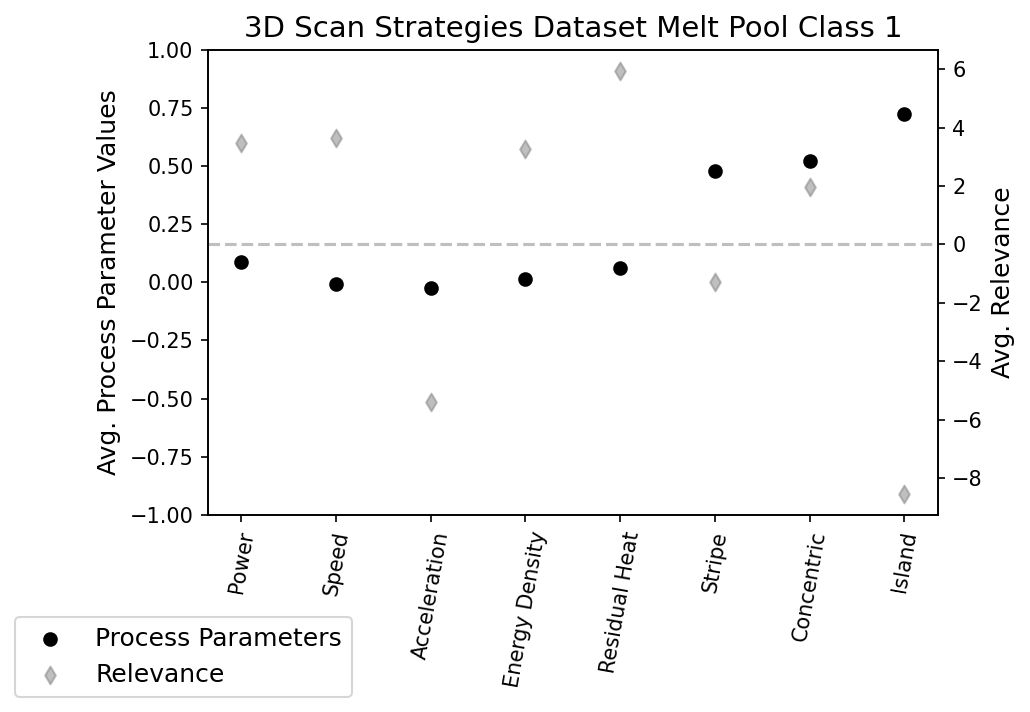 3D Scan Strategies Dataset Melt Pool Class 1
Avg. Process Parameter Values
1.00
0.75
0.50
0.25
0.00
−0.25
−0.50
−0.75
−1.00
6
4
2
0
−2
−4
−6
−8
Avg. Relevance
Power
Speed
Acceleration
Energy Density
Residual Heat
Stripe
Concentric
Island
Process Parameters
Relevance